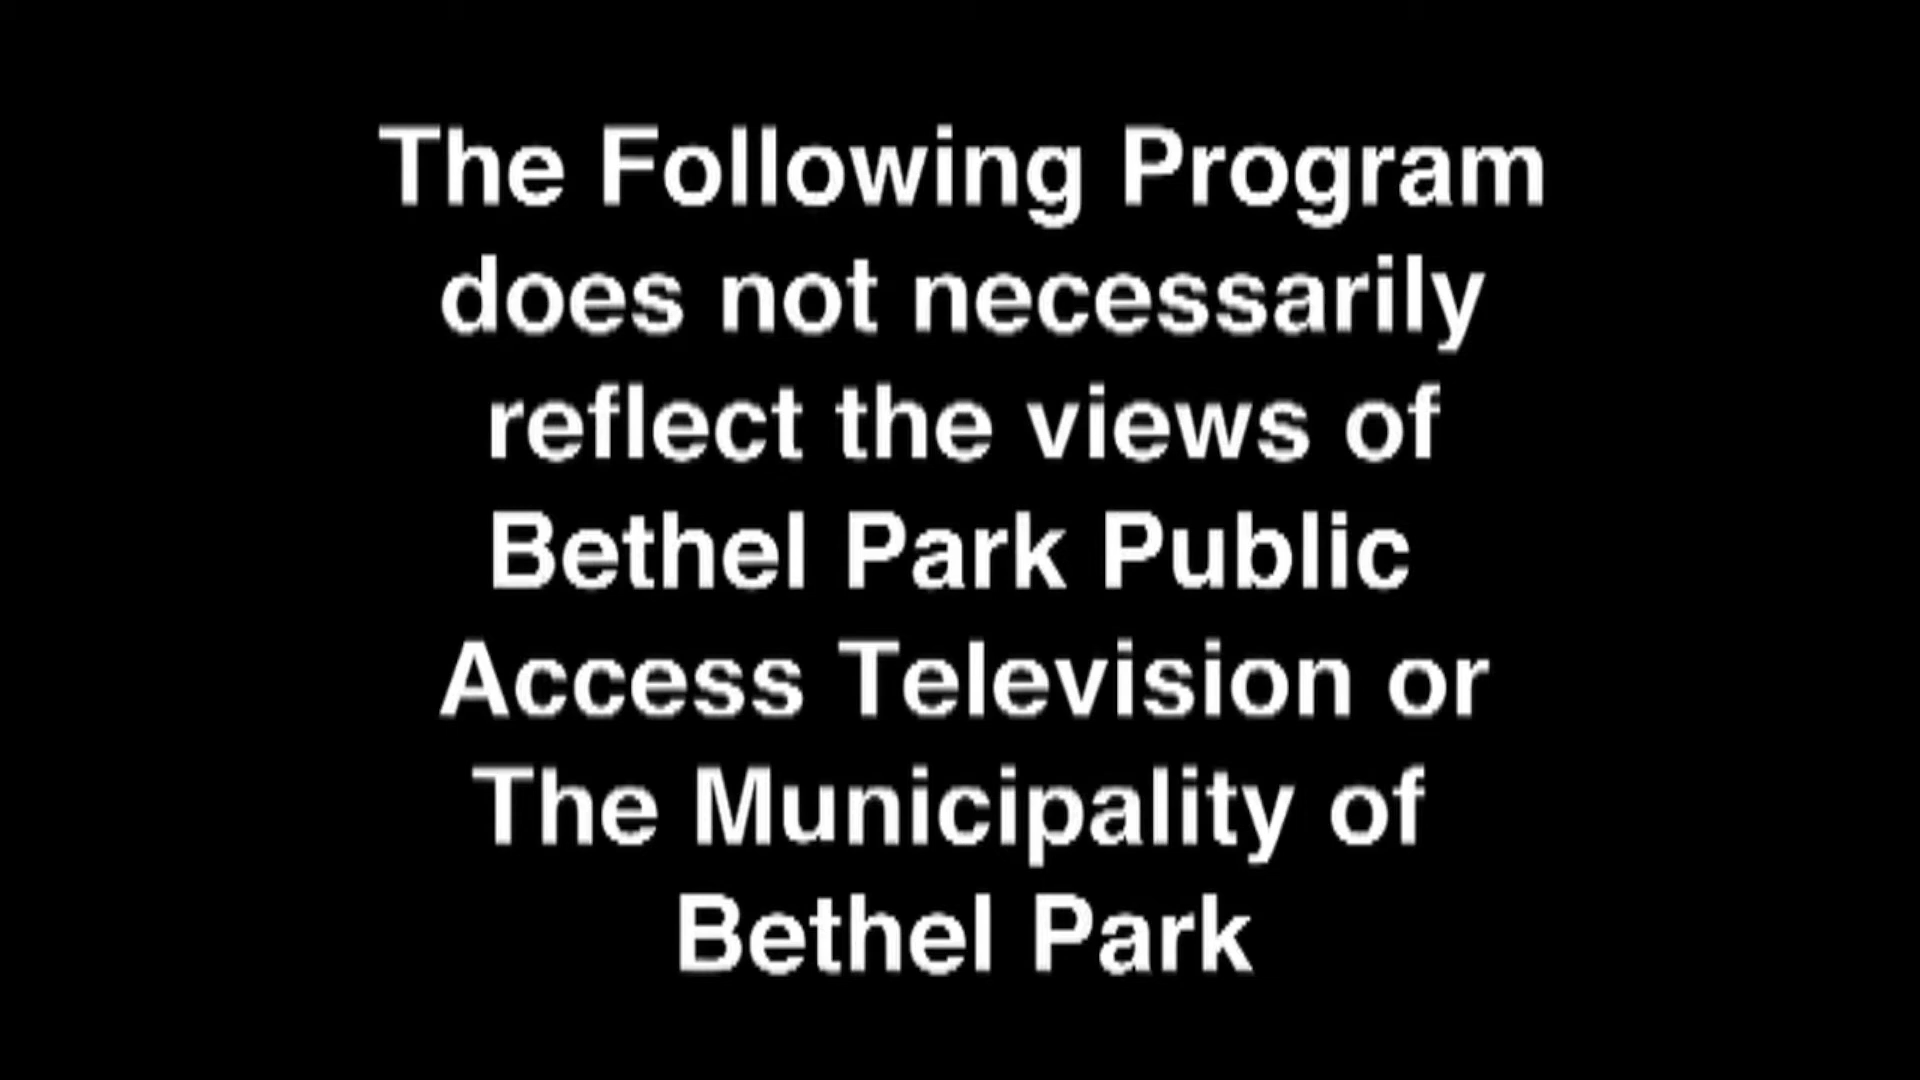 The Following Program
does not necessarily
reflect the views of
Bethel Park Public
Access Television or
The Municipality of
Bethel Park